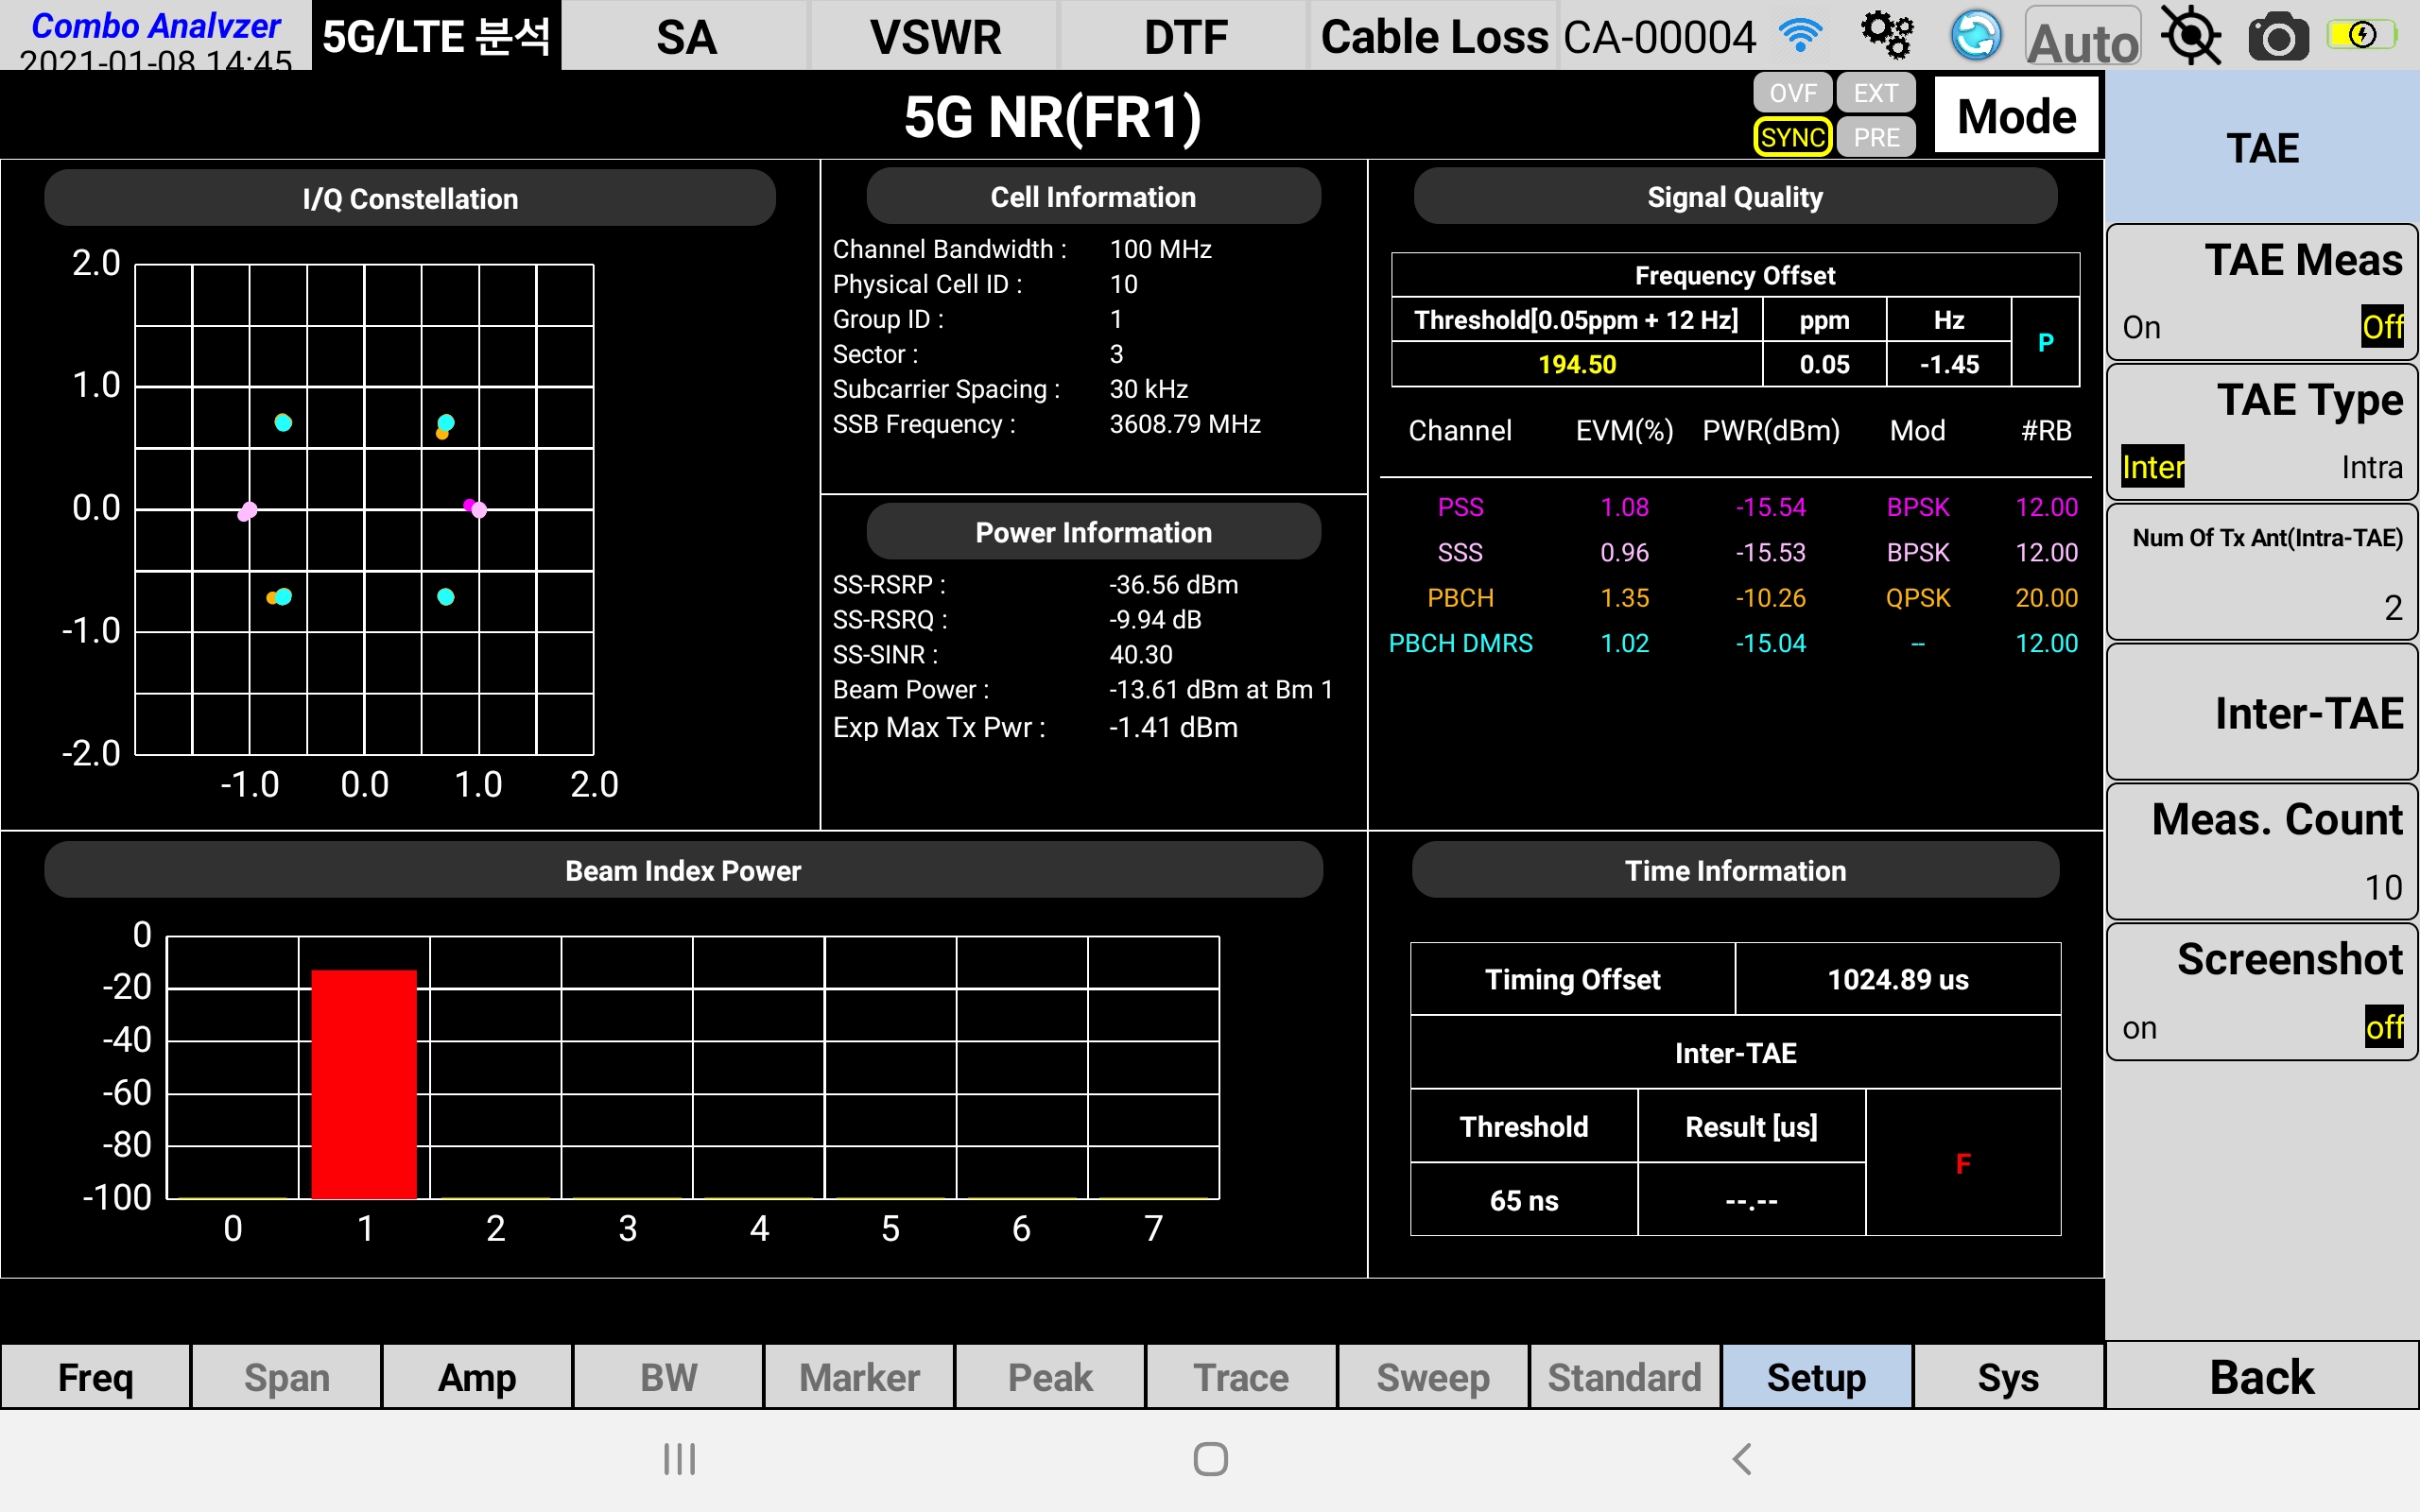 Combo Analyzer
2021-01-08 14:45
5G/LTE 분석
SA
VSWR
DTF
Cable Loss
CA-00004
Auto
5G NR(FR1)
OVF
EXT
SYNC
PRE
Mode
TAE
I/Q Constellation
2.0
1.0
0.0
-1.0
-2.0
-1.0
0.0
1.0
2.0
Cell Information
Channel Bandwidth : 100 MHz
Physical Cell ID : 10
Group ID : 1
Sector : 3
Subcarrier Spacing : 30 kHz
SSB Frequency : 3608.79 MHz
Power Information
SS-RSRP : -36.56 dBm
SS-RSRQ : -9.94 dB
SS-SINR : 40.30
Beam Power : -13.61 dBm at Bm 1
Exp Max Tx Pwr : -1.41 dBm
Signal Quality
Frequency Offset
Threshold[0.05ppm + 12 Hz] ppm Hz P
194.50 0.05 -1.45
Channel EVM(%) PWR(dBm) Mod #RB
PSS 1.08 -15.54 BPSK 12.00
SSS 0.96 -15.53 BPSK 12.00
PBCH 1.35 -10.26 QPSK 20.00
PBCH DMRS 1.02 -15.04 -- 12.00
Beam Index Power
0
-20
-40
-60
-80
-100
0 1 2 3 4 5 6 7
Time Information
Timing Offset 1024.89 us
Inter-TAE
Threshold Result [us] F
65 ns --.--
TAE Meas
On Off
TAE Type
Inter Intra
Num Of Tx Ant(Intra-TAE)
2
Inter-TAE
Meas. Count
10
Screenshot
on off
Freq Span Amp BW Marker Peak Trace Sweep Standard Setup Sys Back